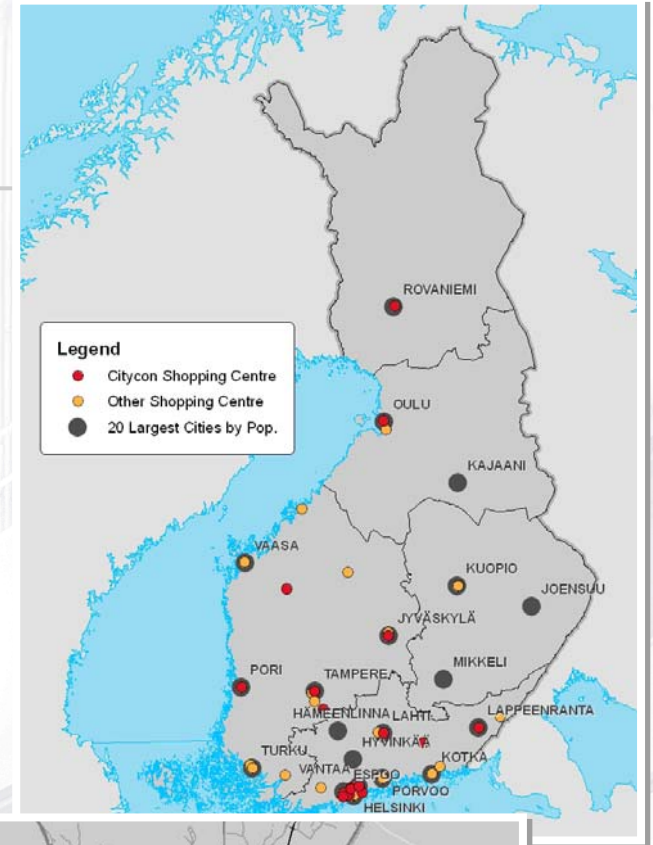 ROVANIEMI
Legend
Citycon Shopping Centre
Other Shopping Centre
20 Largest Cities by Pop.
OULU
KAJAANI
VAASA
KUOPIO
JOENSUU
JYVÄSKYLÄ
MIKKELI
PORI
TAMPERE
HÄMEENLINNA
LAHTI
LAPPEENRANTA
HYVINKÄÄ
TURKU
KOTKA
VANTAA
ESPOO
PORVOO
HELSINKI